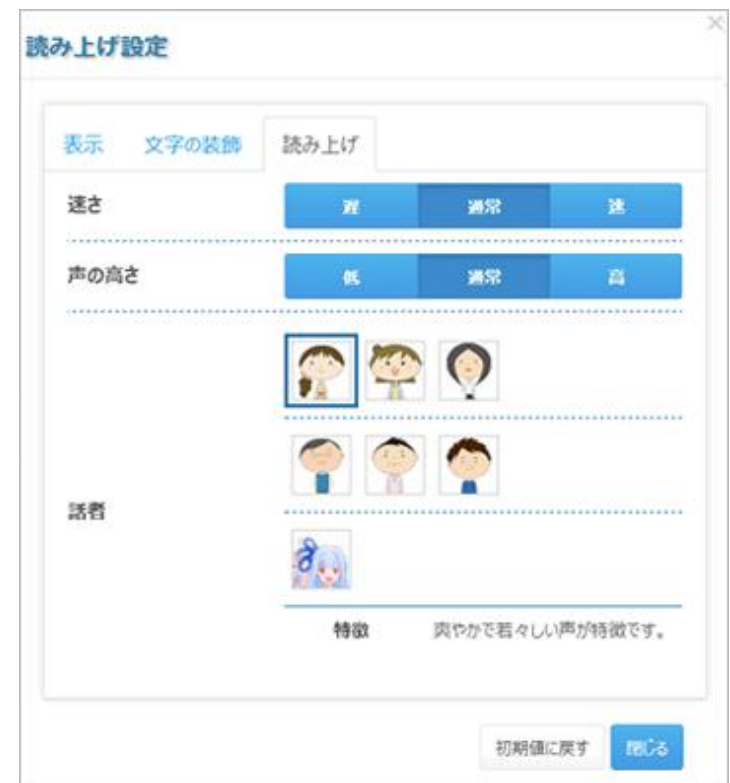 読み上げ設定
表示 文字の装飾 読み上げ
速さ 遅 通常 速
声の高さ 低 通常 高
話者
特徴 爽やかで若々しい声が特徴です。
初期値に戻す 閉じる